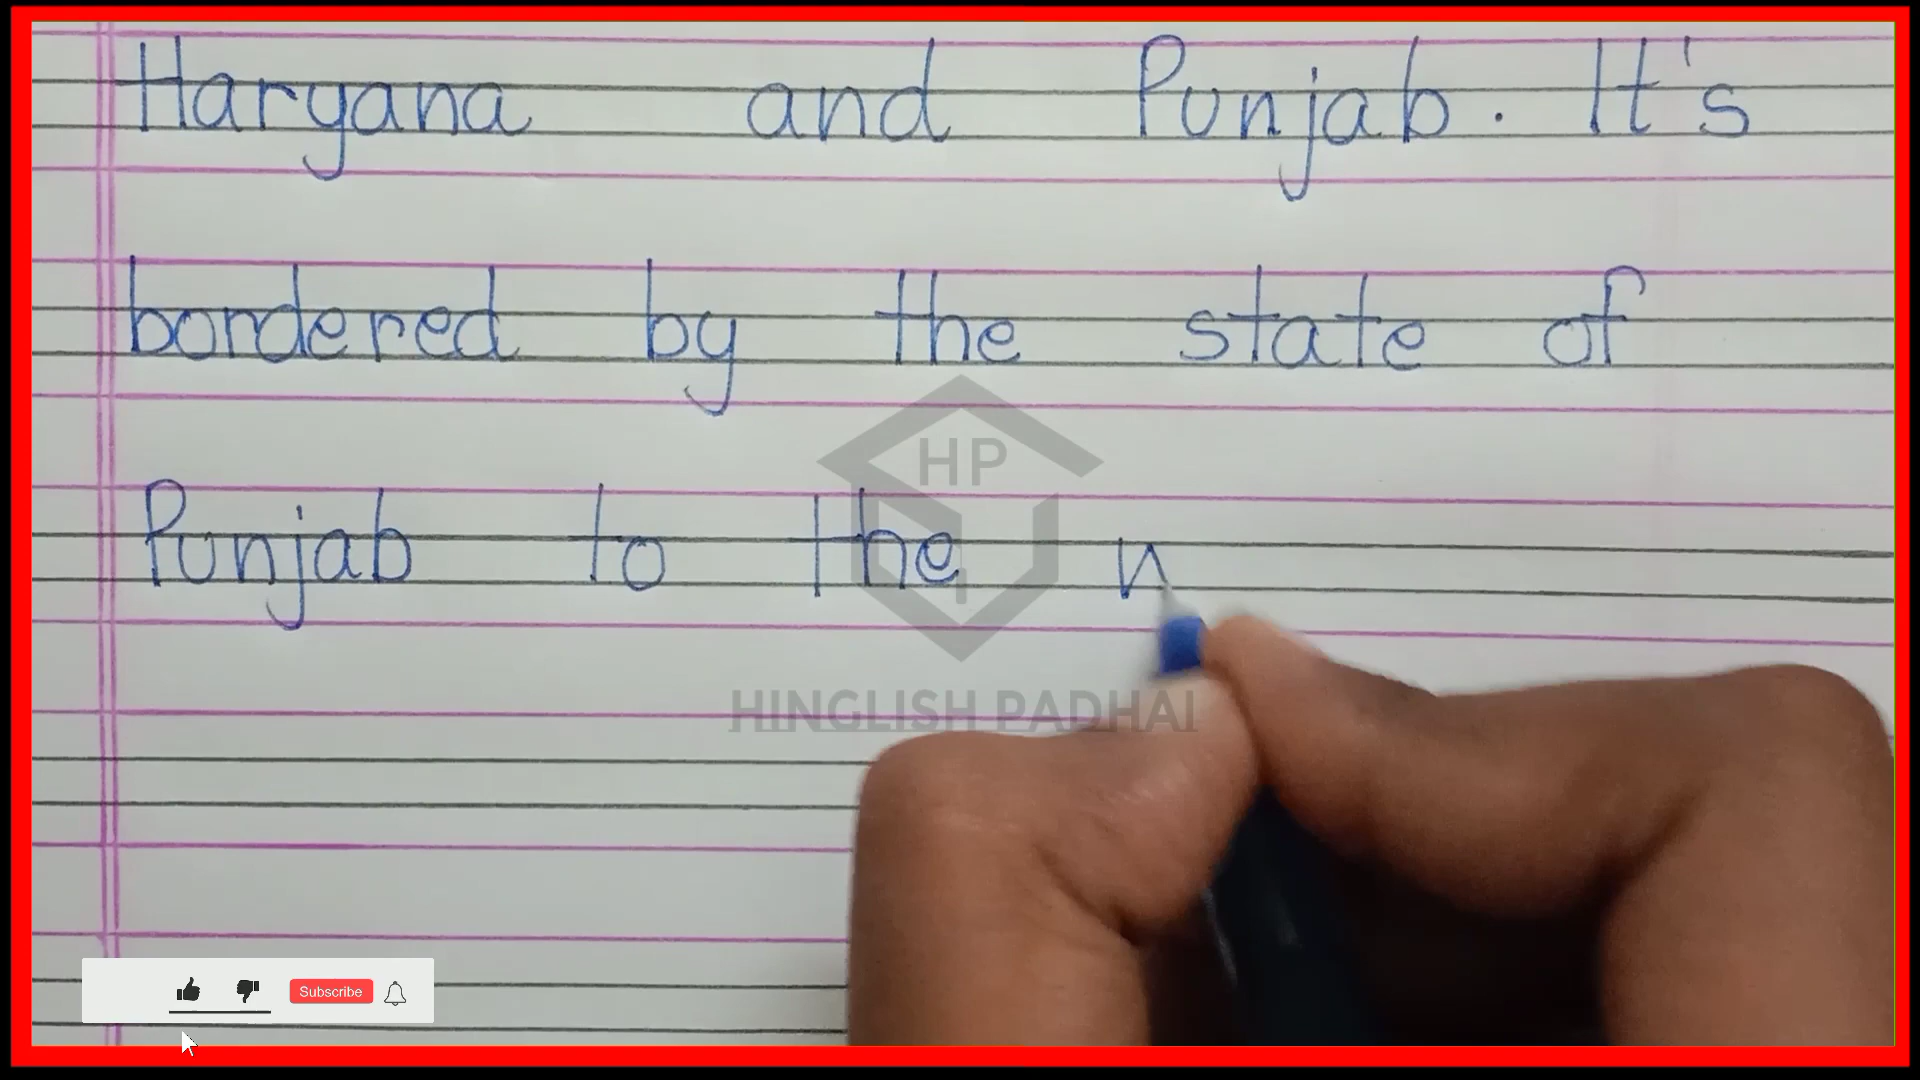 Haryana and Punjab. It's
bordered by the state of
HP
Punjab to the n
HINGLISH PADHAI
Subscribe